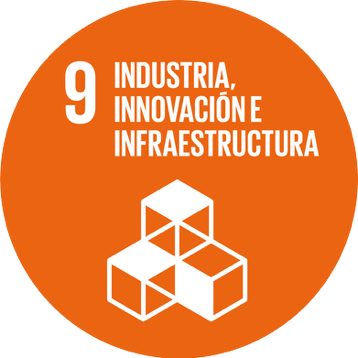 9 INDUSTRIA,
INNOVACIÓN E
INFRAESTRUCTURA